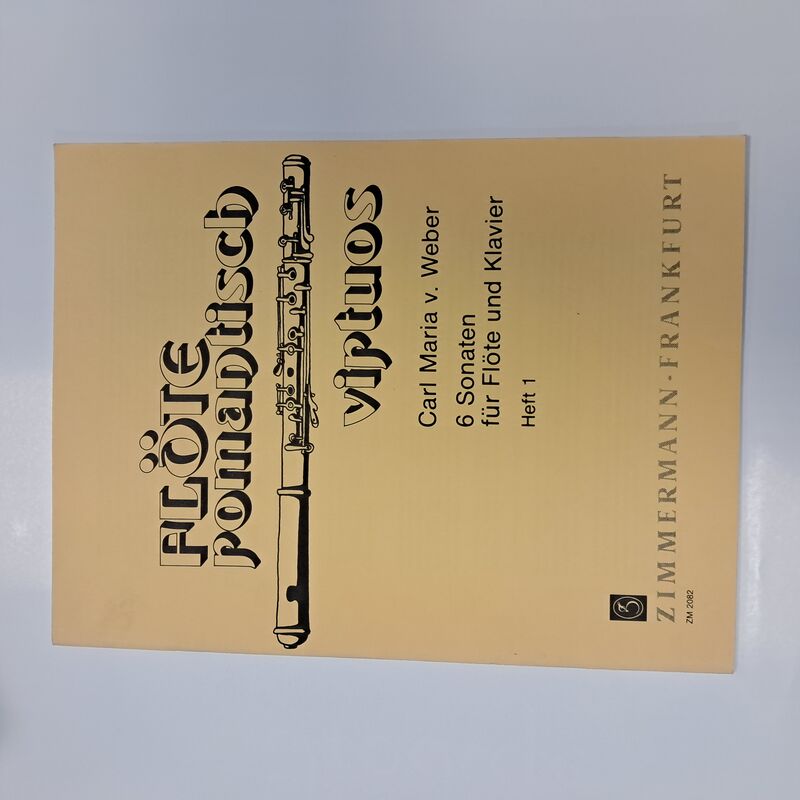 FLÖTE
romantisch
virtuos
Carl Maria v. Weber
6 Sonaten
für Flöte und Klavier
Heft 1
ZIMMERMANN · FRANKFURT
ZM 2082